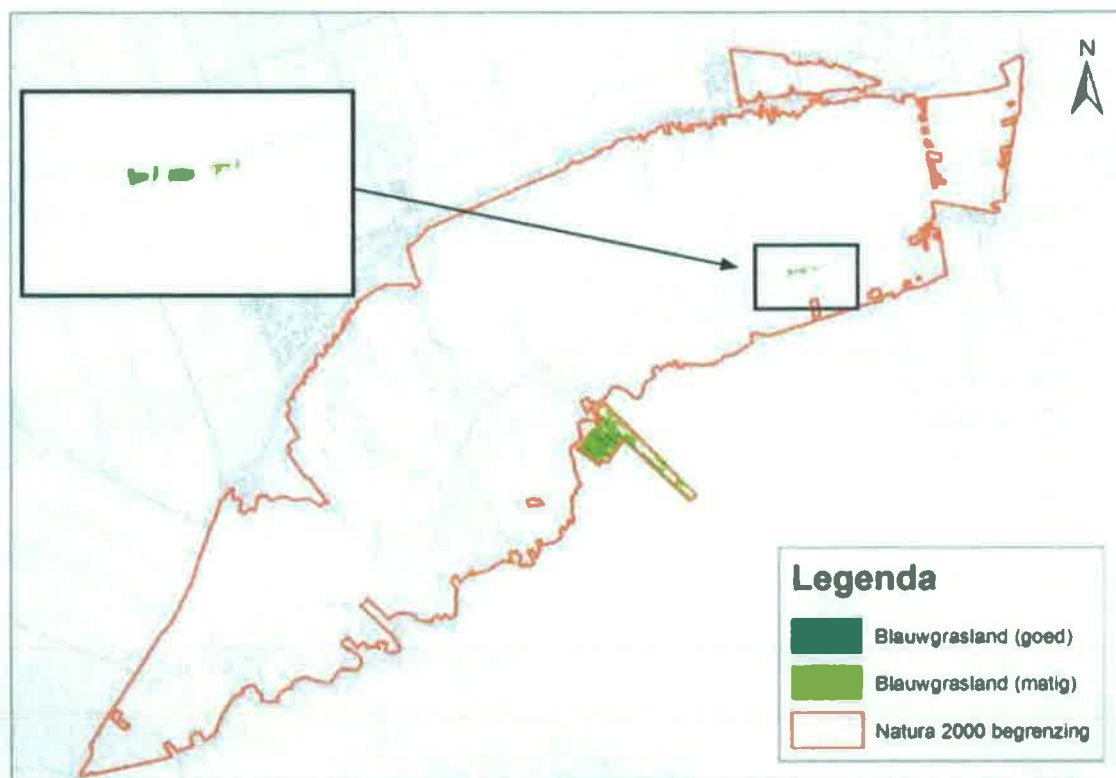 N
Legenda
Blauwgrasland (goed)
Blauwgrasland (matig)
Natura 2000 begrenzing